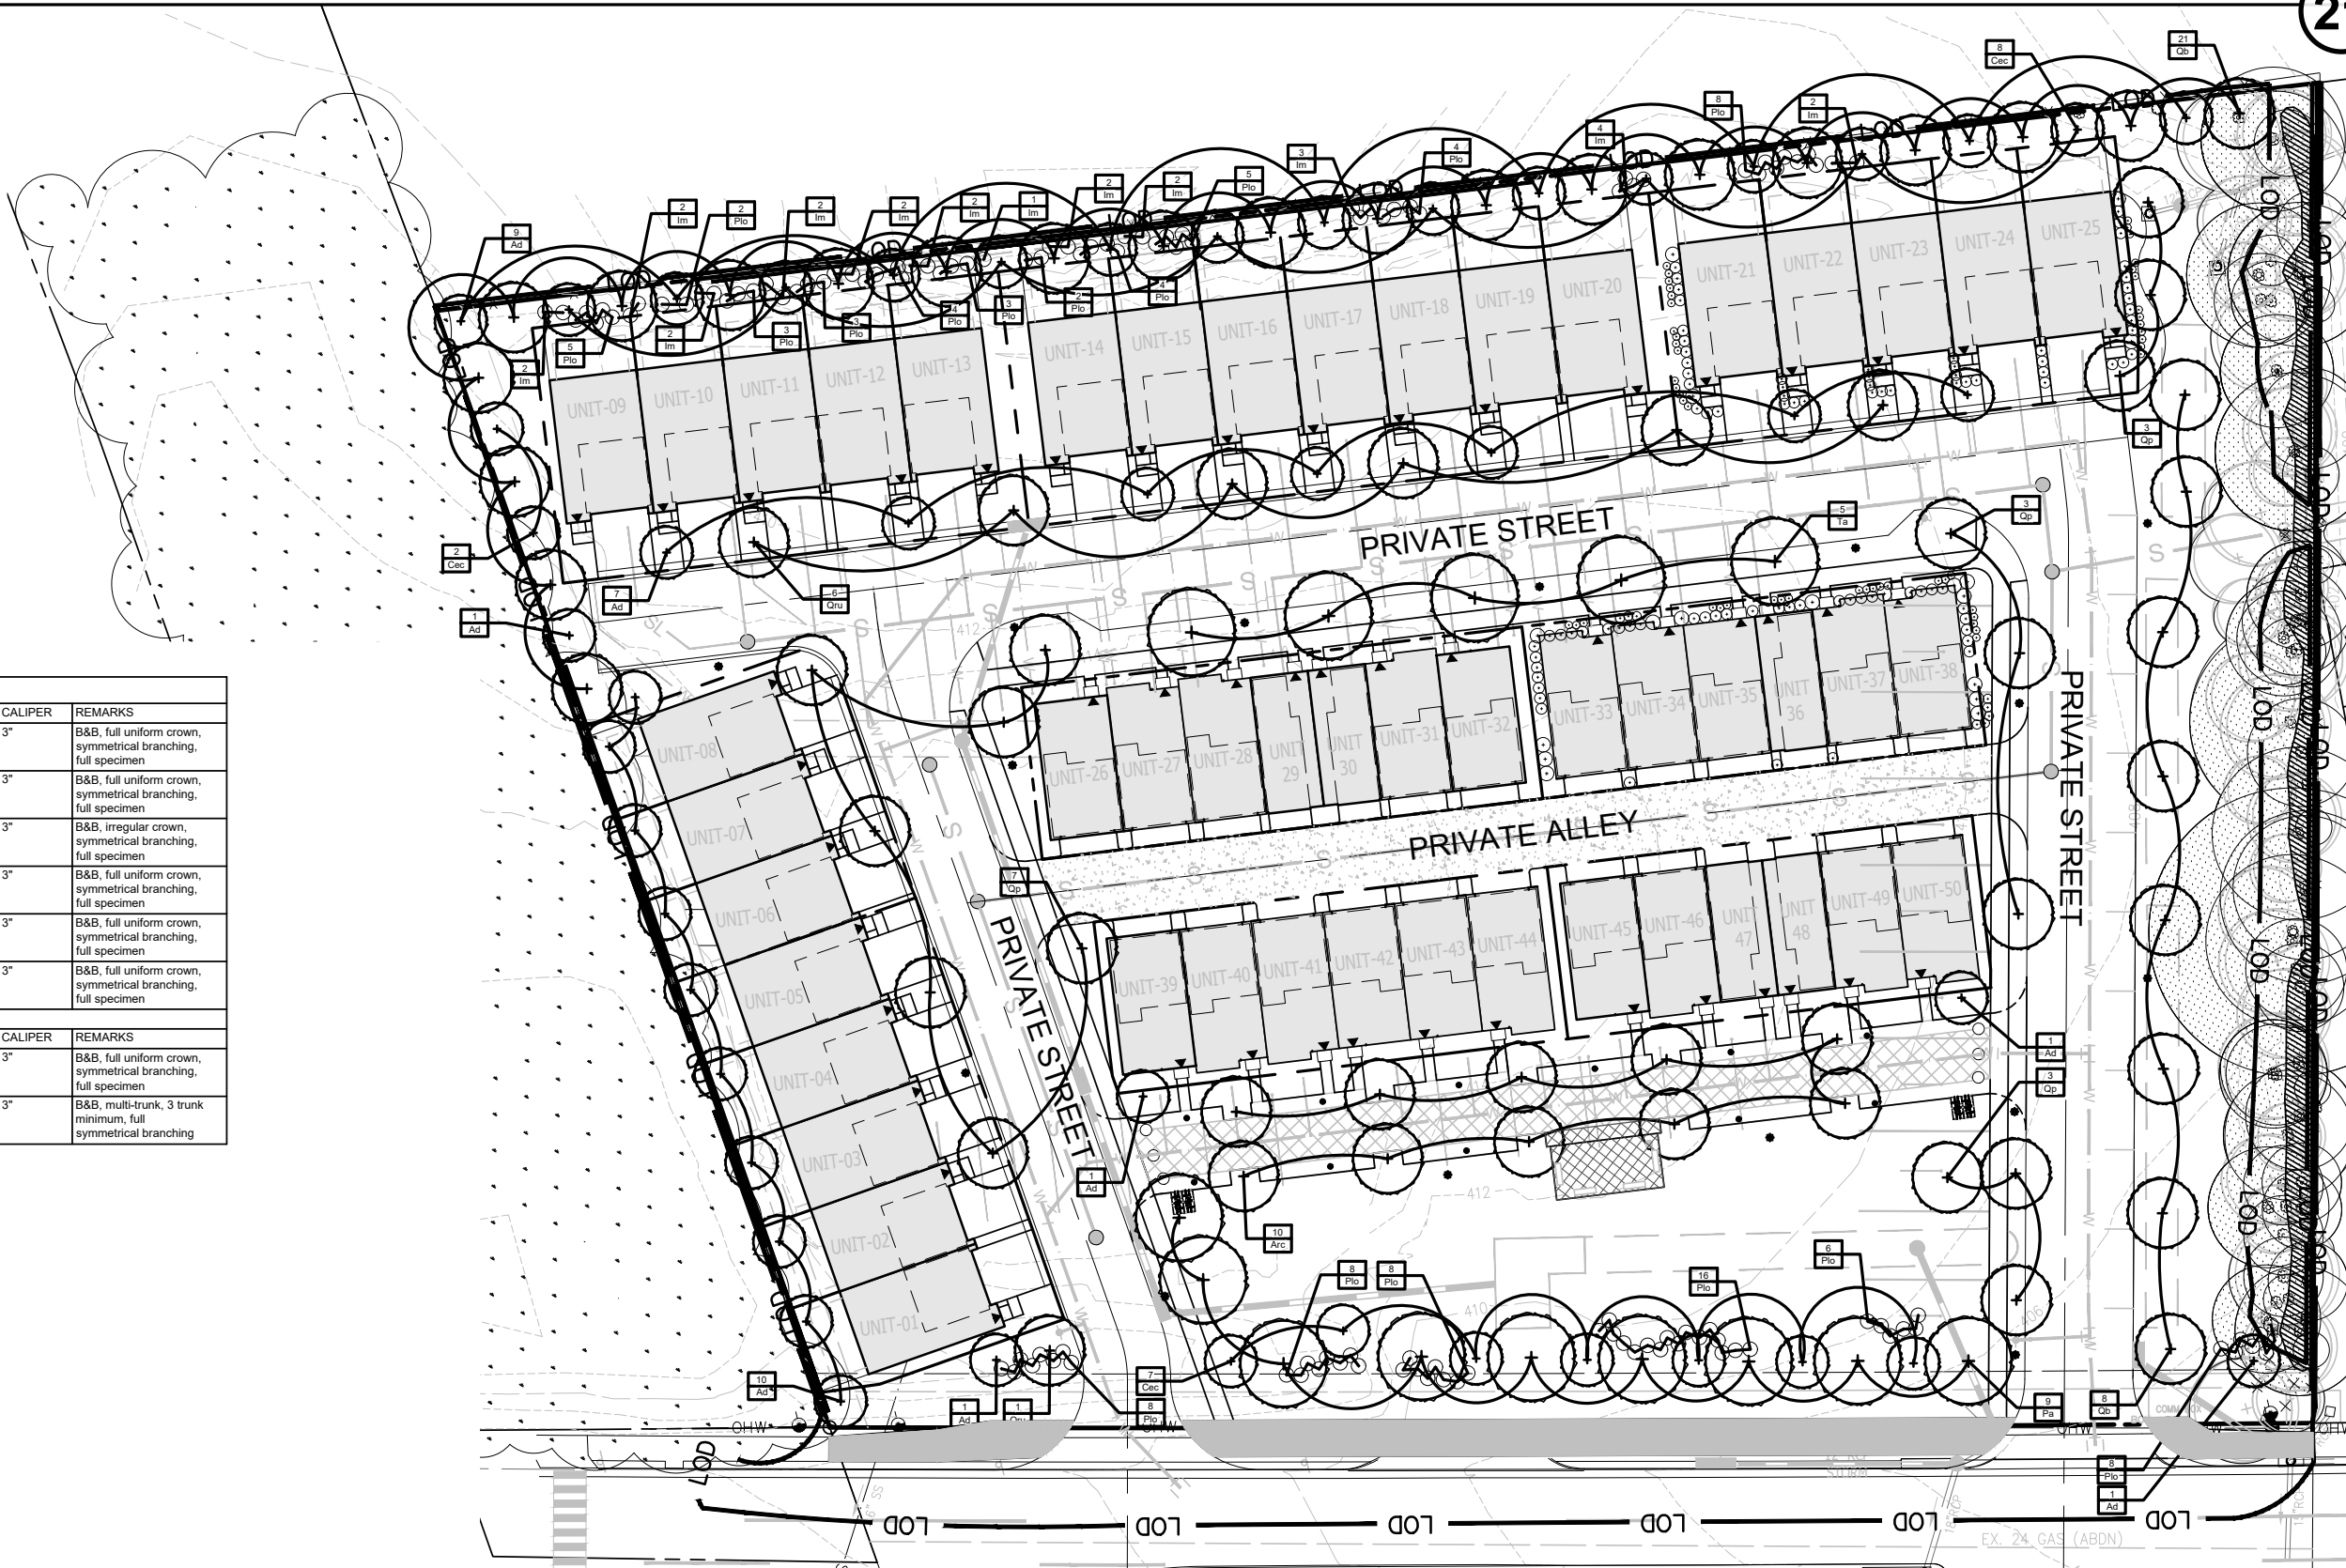 21
Qb
8
Cec
8
Plo
2
Im
4
Im
4
Plo
3
Im
5
Plo
2
Im
2
Im
1
Im
2
Im
2
Im
2
Im
2
Plo
2
Im
9
Ad
5
Plo
2
Im
2
Im
3
Plo
3
Plo
4
Plo
3
Plo
2
Plo
4
Plo
UNIT-09
UNIT-10
UNIT-11
UNIT-12
UNIT-13
UNIT-14
UNIT-15
UNIT-16
UNIT-17
UNIT-18
UNIT-19
UNIT-20
UNIT-21
UNIT-22
UNIT-23
UNIT-24
UNIT-25
3
Qp
3
Qp
5
Ta
PRIVATE STREET
2
Cec
1
Ad
7
Ad
6
Qru
412
UNIT-08
UNIT-07
UNIT-06
UNIT-05
UNIT-04
UNIT-03
UNIT-02
UNIT-01
UNIT-26
UNIT-27
UNIT-28
UNIT
29
UNIT
30
UNIT-31
UNIT-32
UNIT-33
UNIT-34
UNIT-35
UNIT
36
UNIT-37
UNIT-38
PRIVATE ALLEY
PRIVATE STREET
PRIVATE STREET
7
Qp
UNIT-39
UNIT-40
UNIT-41
UNIT-42
UNIT-43
UNIT-44
UNIT-45
UNIT-46
UNIT
47
UNIT
48
UNIT-49
UNIT-50
1
Ad
3
Qp
1
Ad
10
Arc
412
410
406
408
8
Plo
8
Plo
16
Plo
6
Plo
10
Ad
1
Ad
1
7
Cec
8
Plo
9
Pa
8
Qb
8
Plo
1
Ad
COMM BOX
OHW
OHW
OHW
LOD
LOD
LOD
LOD
LOD
LOD
LOD
LOD
LOD
LOD
LOD
STORM
EX. 24 GAS (ABDN)
CALIPER REMARKS
3" B&B, full uniform crown,
symmetrical branching,
full specimen
3" B&B, full uniform crown,
symmetrical branching,
full specimen
3" B&B, irregular crown,
symmetrical branching,
full specimen
3" B&B, full uniform crown,
symmetrical branching,
full specimen
3" B&B, full uniform crown,
symmetrical branching,
full specimen
3" B&B, full uniform crown,
symmetrical branching,
full specimen
CALIPER REMARKS
3" B&B, full uniform crown,
symmetrical branching,
full specimen
3" B&B, multi-trunk, 3 trunk
minimum, full
symmetrical branching